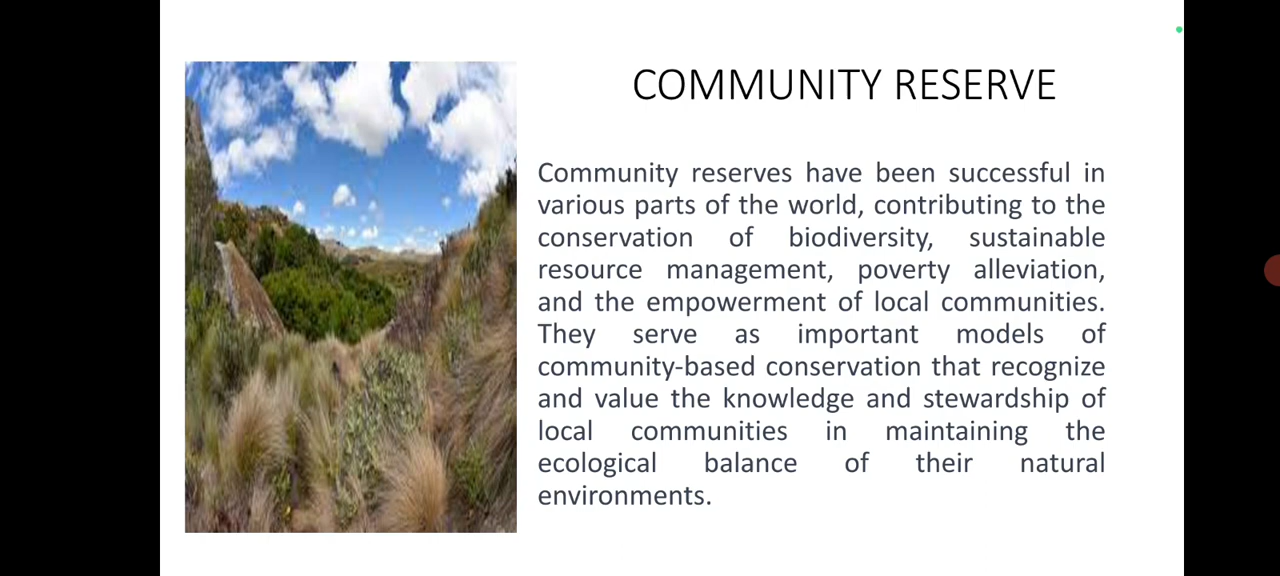 COMMUNITY RESERVE
Community reserves have been successful in
various parts of the world, contributing to the
conservation of biodiversity, sustainable
resource management, poverty alleviation,
and the empowerment of local communities.
They serve as important models of
community-based conservation that recognize
and value the knowledge and stewardship of
local communities in maintaining the
ecological balance of their natural
environments.